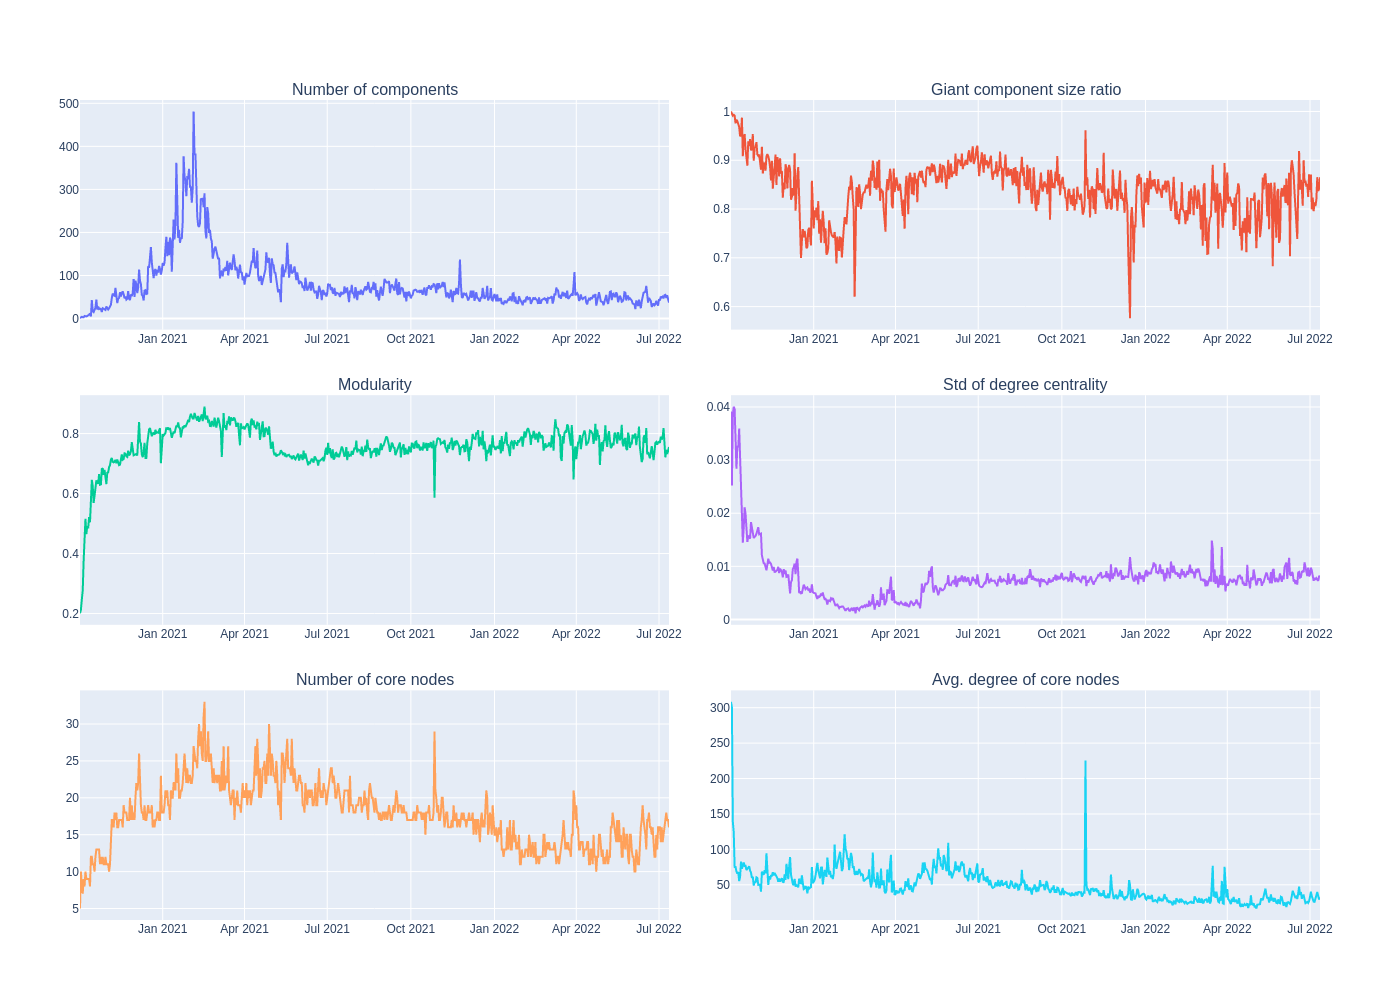 Number of components
500
400
300
200
100
0
Jan 2021 Apr 2021 Jul 2021 Oct 2021 Jan 2022 Apr 2022 Jul 2022
Giant component size ratio
1
0.9
0.8
0.7
0.6
Jan 2021 Apr 2021 Jul 2021 Oct 2021 Jan 2022 Apr 2022 Jul 2022
Modularity
0.8
0.6
0.4
0.2
Jan 2021 Apr 2021 Jul 2021 Oct 2021 Jan 2022 Apr 2022 Jul 2022
Std of degree centrality
0.04
0.03
0.02
0.01
0
Jan 2021 Apr 2021 Jul 2021 Oct 2021 Jan 2022 Apr 2022 Jul 2022
Number of core nodes
30
25
20
15
10
5
Jan 2021 Apr 2021 Jul 2021 Oct 2021 Jan 2022 Apr 2022 Jul 2022
Avg. degree of core nodes
300
250
200
150
100
50
Jan 2021 Apr 2021 Jul 2021 Oct 2021 Jan 2022 Apr 2022 Jul 2022